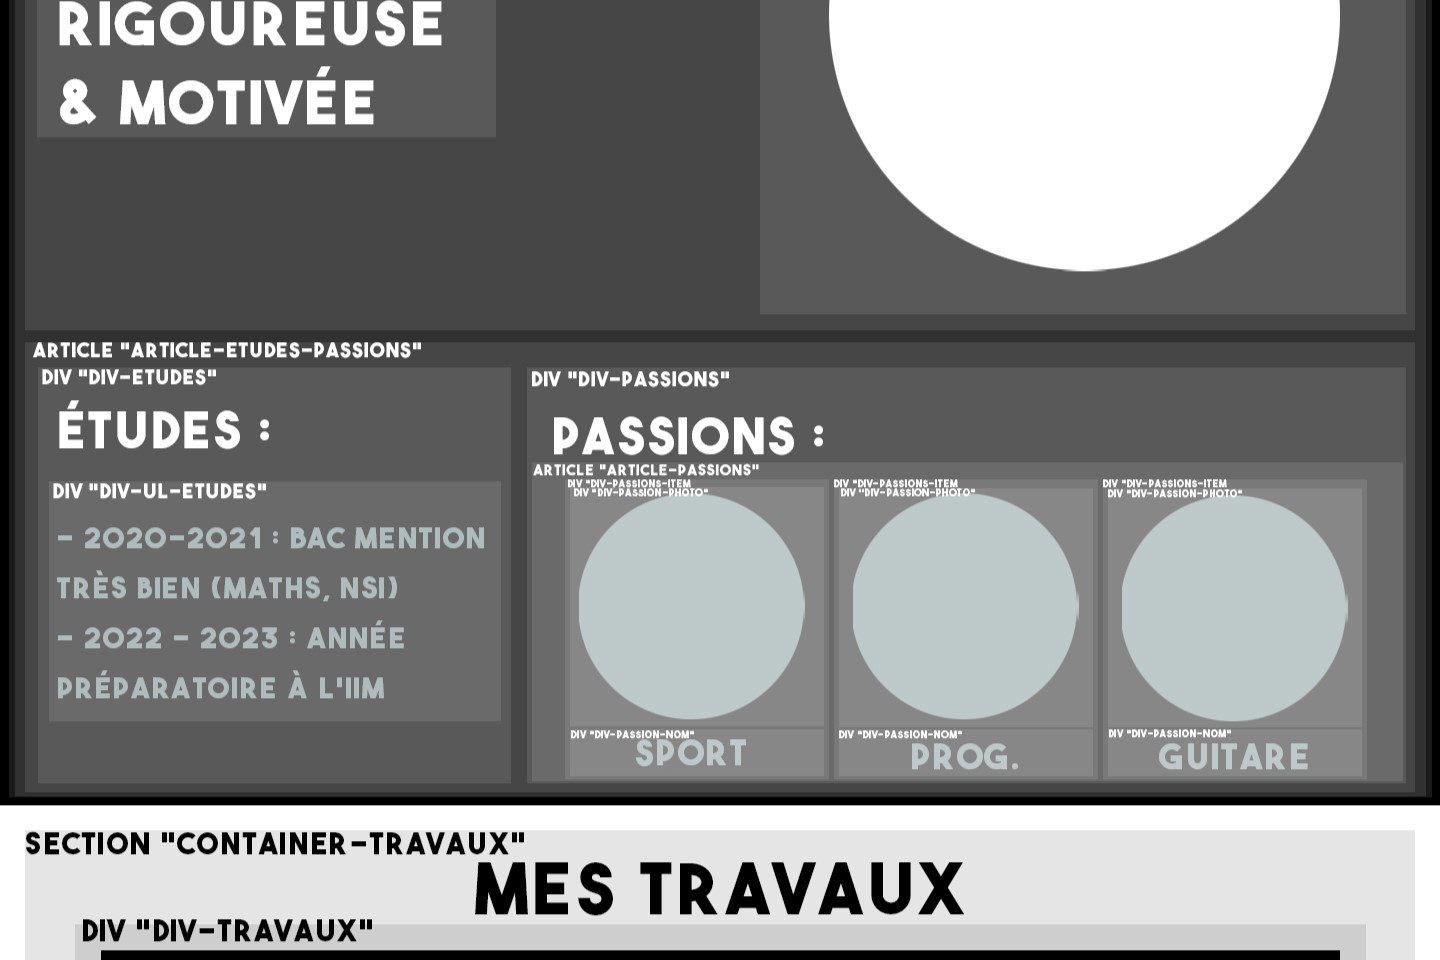 RIGOUREUSE
& MOTIVÉE
ARTICLE "ARTICLE-ETUDES-PASSIONS"
DIV "DIV-ETUDES"
ÉTUDES :
DIV "DIV-UL-ETUDES"
- 2020-2021 : BAC MENTION
TRÈS BIEN (MATHS, NSI)
- 2022 - 2023 : ANNÉE
PRÉPARATOIRE À L'IIM
DIV "DIV-PASSIONS"
PASSIONS :
ARTICLE "ARTICLE-PASSIONS"
DIV "DIV-PASSIONS-ITEM
DIV "DIV-PASSION-PHOTO"
DIV "DIV-PASSION-NOM"
SPORT
DIV "DIV-PASSIONS-ITEM
DIV "DIV-PASSION-PHOTO"
DIV "DIV-PASSION-NOM"
PROG.
DIV "DIV-PASSIONS-ITEM
DIV "DIV-PASSION-PHOTO"
DIV "DIV-PASSION-NOM"
GUITARE
SECTION "CONTAINER-TRAVAUX"
MES TRAVAUX
DIV "DIV-TRAVAUX"